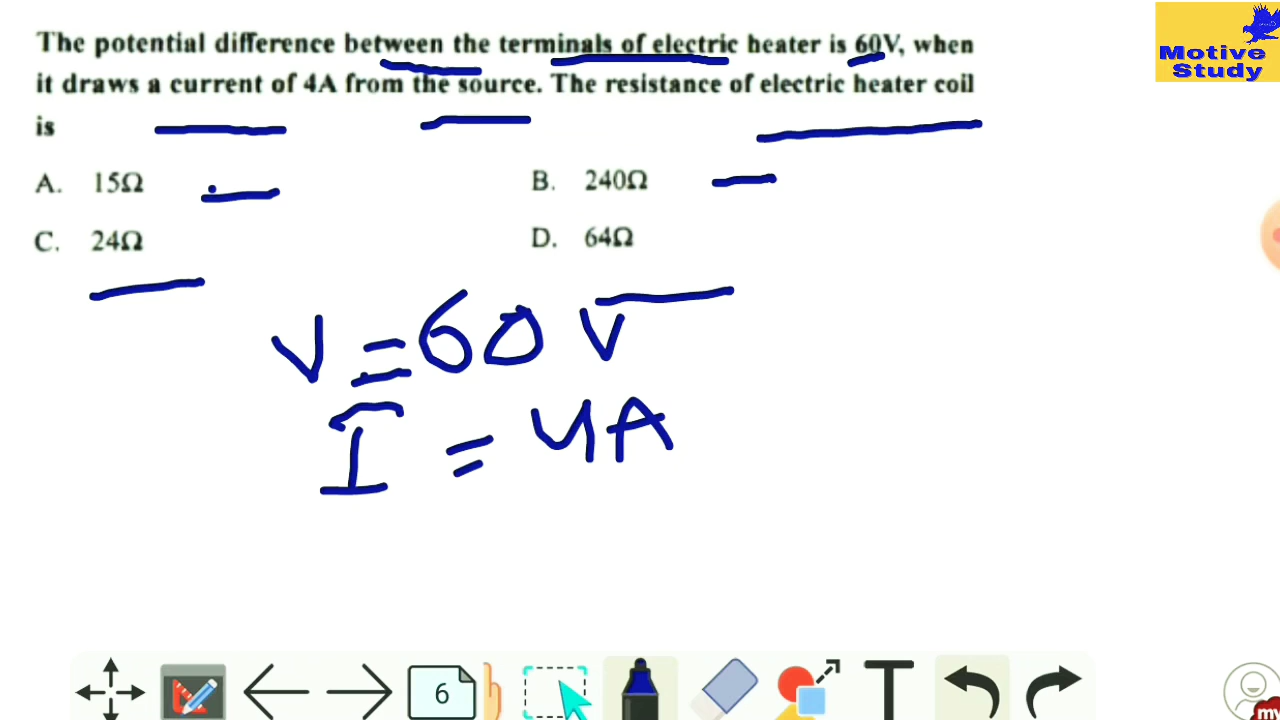 The potential difference between the terminals of electric heater is 60V, when
it draws a current of 4A from the source. The resistance of electric heater coil
is
A. 15Ω B. 240Ω
C. 24Ω D. 64Ω
V = 60 V
I = 4A
Motive
Study
6
T
my